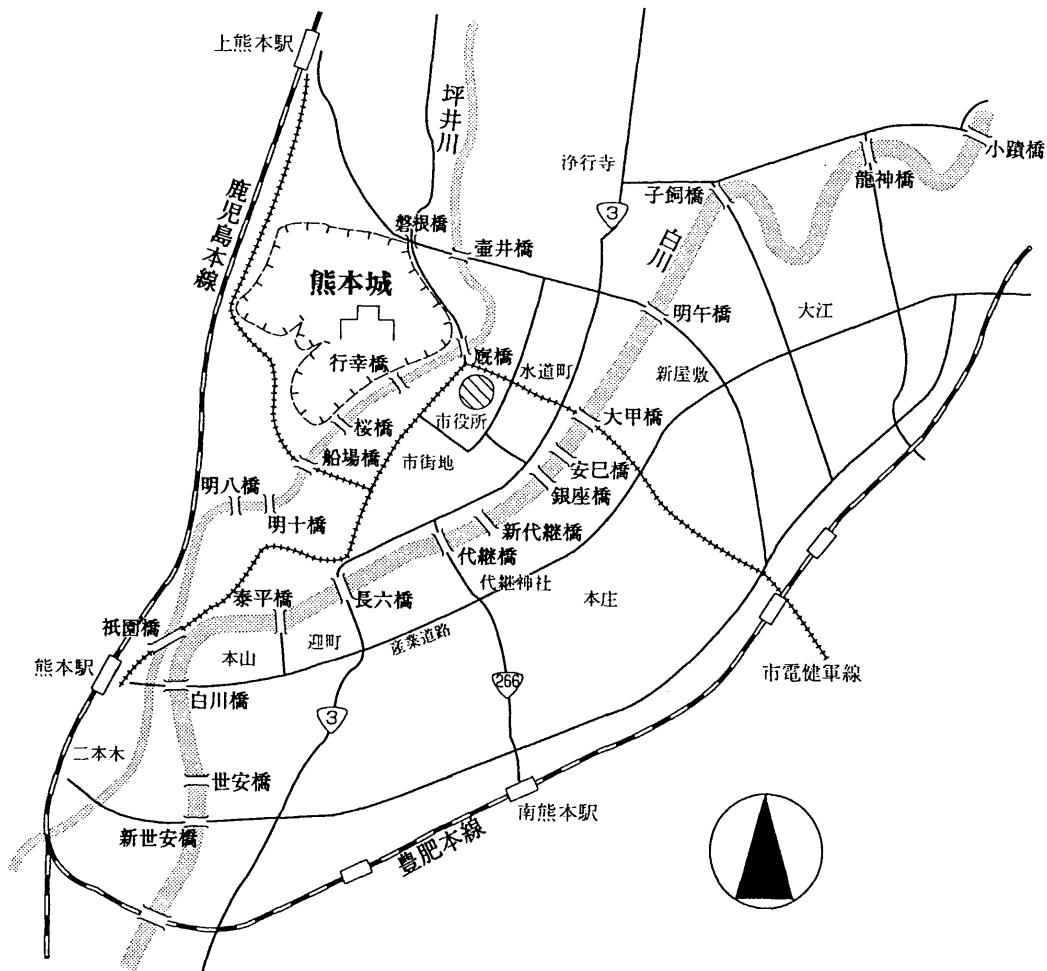 上熊本駅
坪井川
浄行寺
小蹟橋
子飼橋
龍神橋
3
鹿児島本線
白川
磐根橋
壷井橋
熊本城
明午橋
大江
行幸橋
厩橋
水道町
新屋敷
市役所
大甲橋
桜橋
市街地
安巳橋
船場橋
銀座橋
明八橋
明十橋
新代継橋
代継橋
代継神社
長六橋
本庄
泰平橋
祇園橋
迎町
産業道路
本山
熊本駅
市電健軍線
白川橋
266
3
二本木
世安橋
南熊本駅
新世安橋
豊肥本線